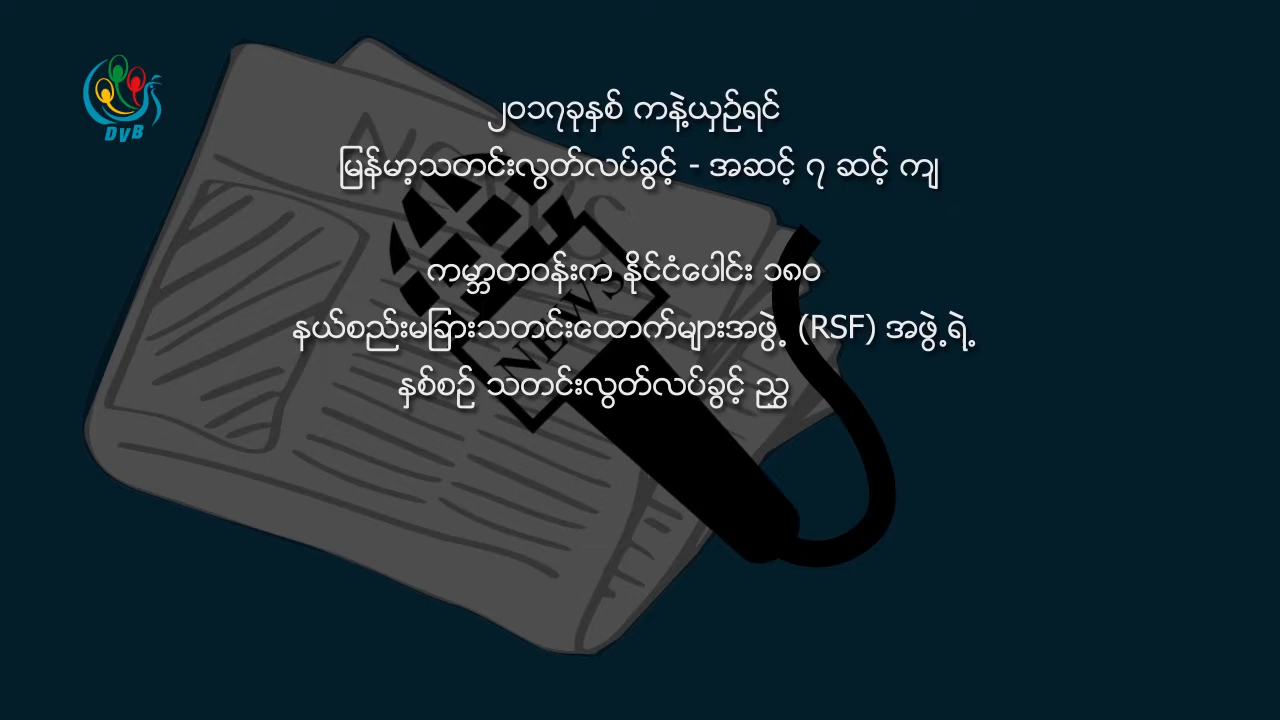 DVB
၂၀၁၇ခုနှစ် ကနဲ့ယှဉ်ရင်
မြန်မာ့သတင်းလွတ်လပ်ခွင့် - အဆင့် ၇ ဆင့် ကျ
ကမ္ဘာတဝန်းက နိုင်ငံပေါင်း ၁၈၀
နယ်စည်းမခြားသတင်းထောက်များအဖွဲ့ (RSF) အဖွဲ့ရဲ့
နှစ်စဉ် သတင်းလွတ်လပ်ခွင့် ညွှ
NEWS